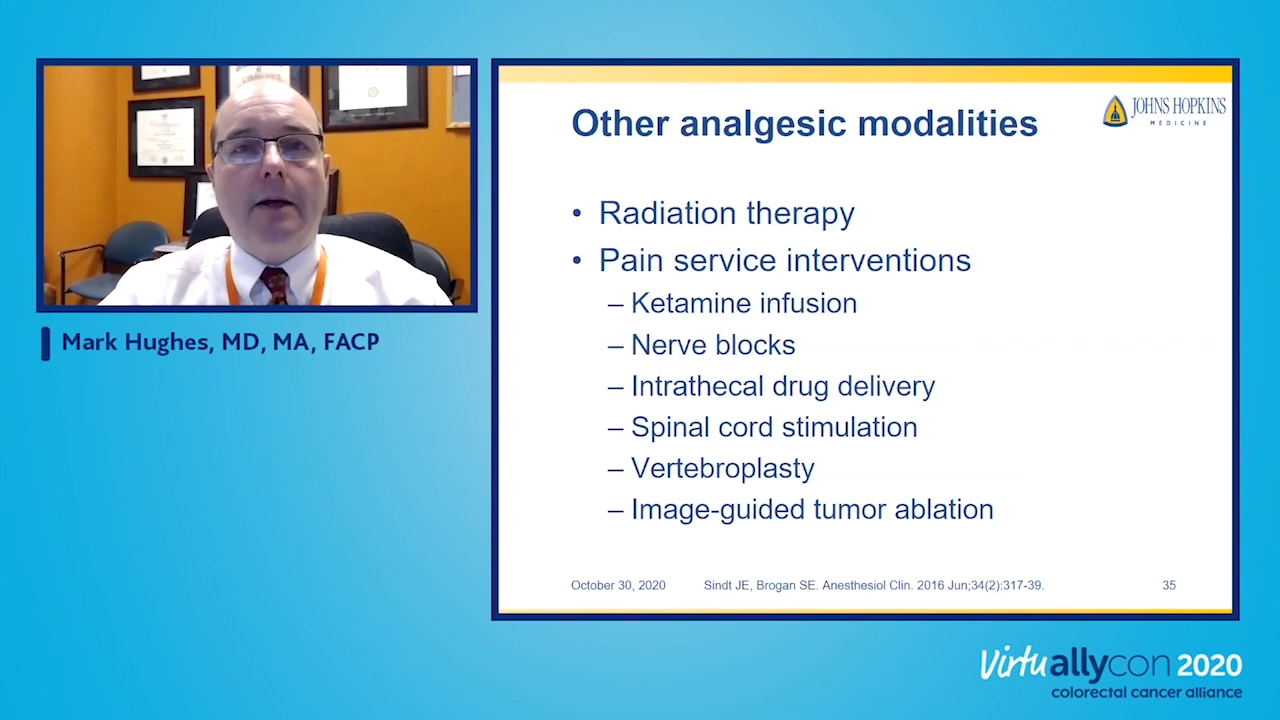 Other analgesic modalities
JOHNS HOPKINS
MEDICINE
• Radiation therapy
• Pain service interventions
– Ketamine infusion
– Nerve blocks
– Intrathecal drug delivery
– Spinal cord stimulation
– Vertebroplasty
– Image-guided tumor ablation
October 30, 2020 Sindt JE, Brogan SE. Anesthesiol Clin. 2016 Jun;34(2):317-39. 35
Mark Hughes, MD, MA, FACP
Virtuallycon 2020
colorectal cancer alliance